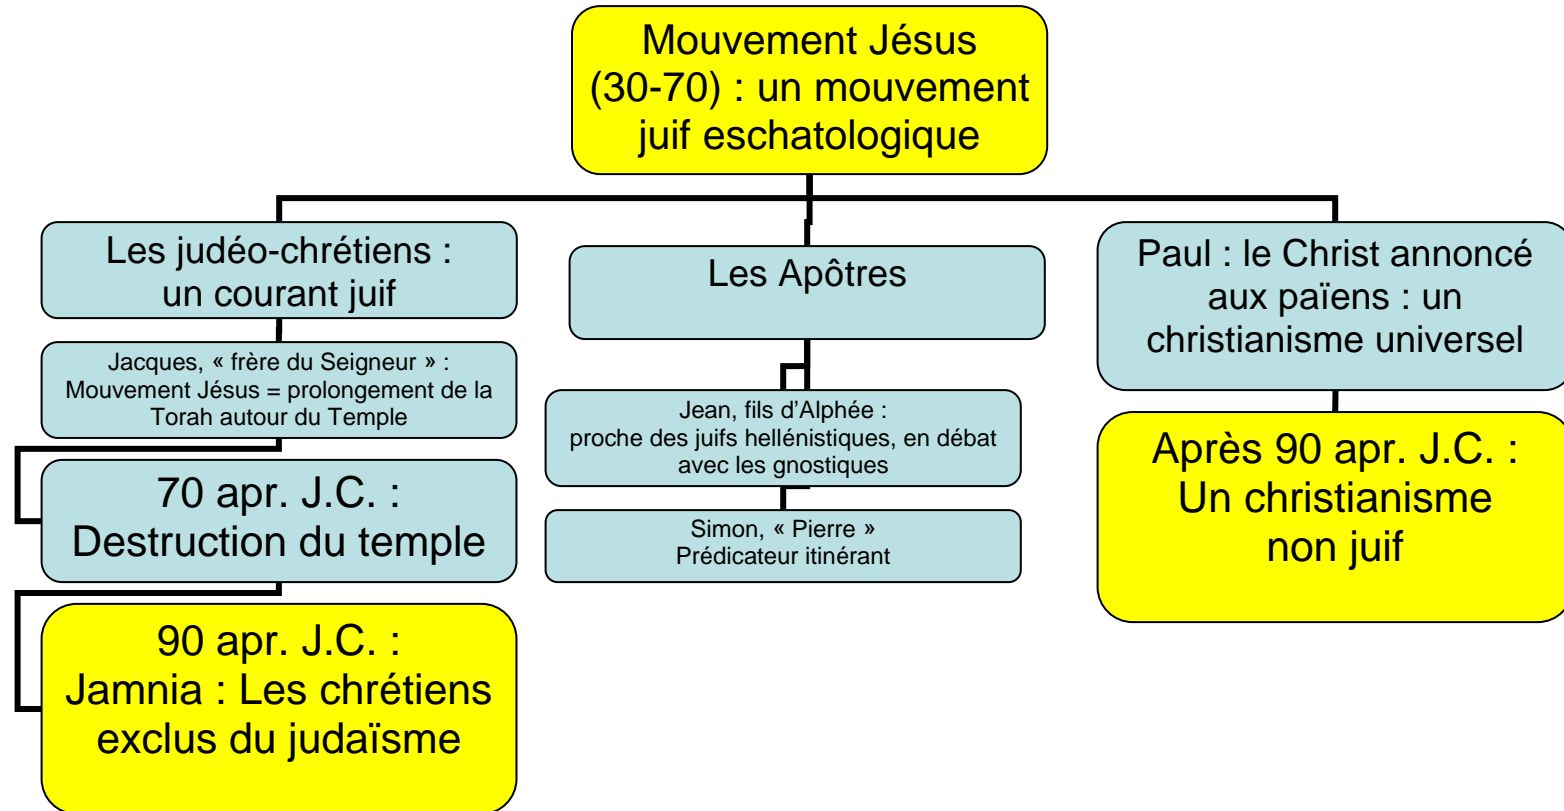 Mouvement Jésus
(30-70) : un mouvement
juif eschatologique
Les judéo-chrétiens :
un courant juif
Jacques, « frère du Seigneur » :
Mouvement Jésus = prolongement de la
Torah autour du Temple
70 apr. J.C. :
Destruction du temple
90 apr. J.C. :
Jamnia : Les chrétiens
exclus du judaïsme
Les Apôtres
Jean, fils d’Alphée :
proche des juifs hellénistiques, en débat
avec les gnostiques
Simon, « Pierre »
Prédicateur itinérant
Paul : le Christ annoncé
aux païens : un
christianisme universel
Après 90 apr. J.C. :
Un christianisme
non juif